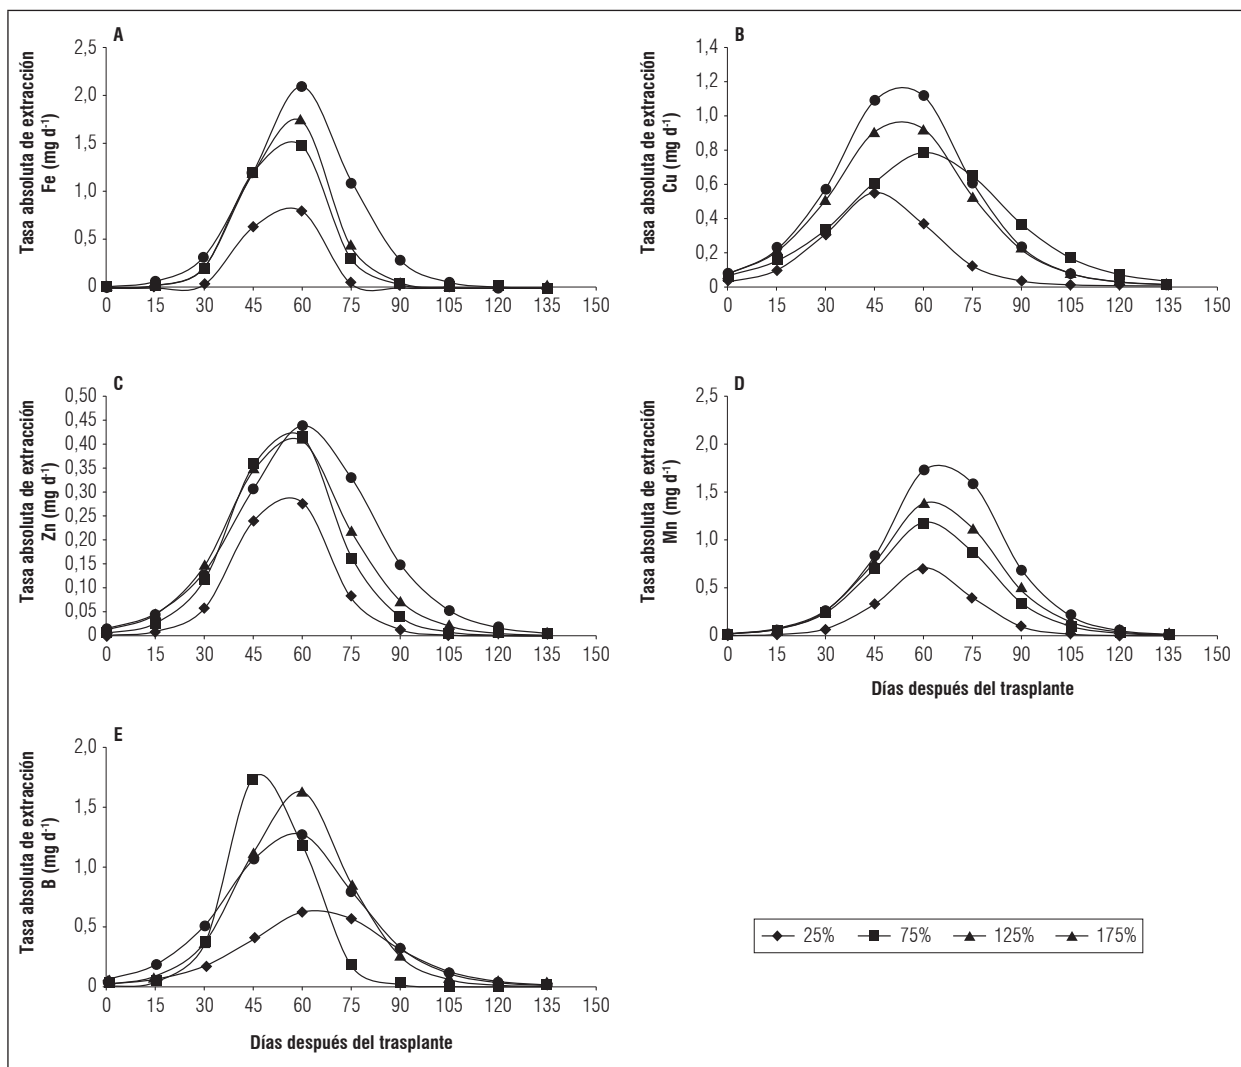 A
Tasa absoluta de extracción
Fe (mg d-1)
2,5
2,0
1,5
1,0
0,5
0
0 15 30 45 60 75 90 105 120 135 150
B
Tasa absoluta de extracción
Cu (mg d-1)
1,4
1,2
1,0
0,8
0,6
0,4
0,2
0
0 15 30 45 60 75 90 105 120 135 150
C
Tasa absoluta de extracción
Zn (mg d-1)
0,50
0,45
0,40
0,35
0,30
0,25
0,20
0,15
0,10
0,05
0
0 15 30 45 60 75 90 105 120 135 150
D
Tasa absoluta de extracción
Mn (mg d-1)
2,5
2,0
1,5
1,0
0,5
0
0 15 30 45 60 75 90 105 120 135 150
Días después del trasplante
E
Tasa absoluta de extracción
B (mg d-1)
2,0
1,5
1,0
0,5
0
0 15 30 45 60 75 90 105 120 135 150
Días después del trasplante
25% 75% 125% 175%